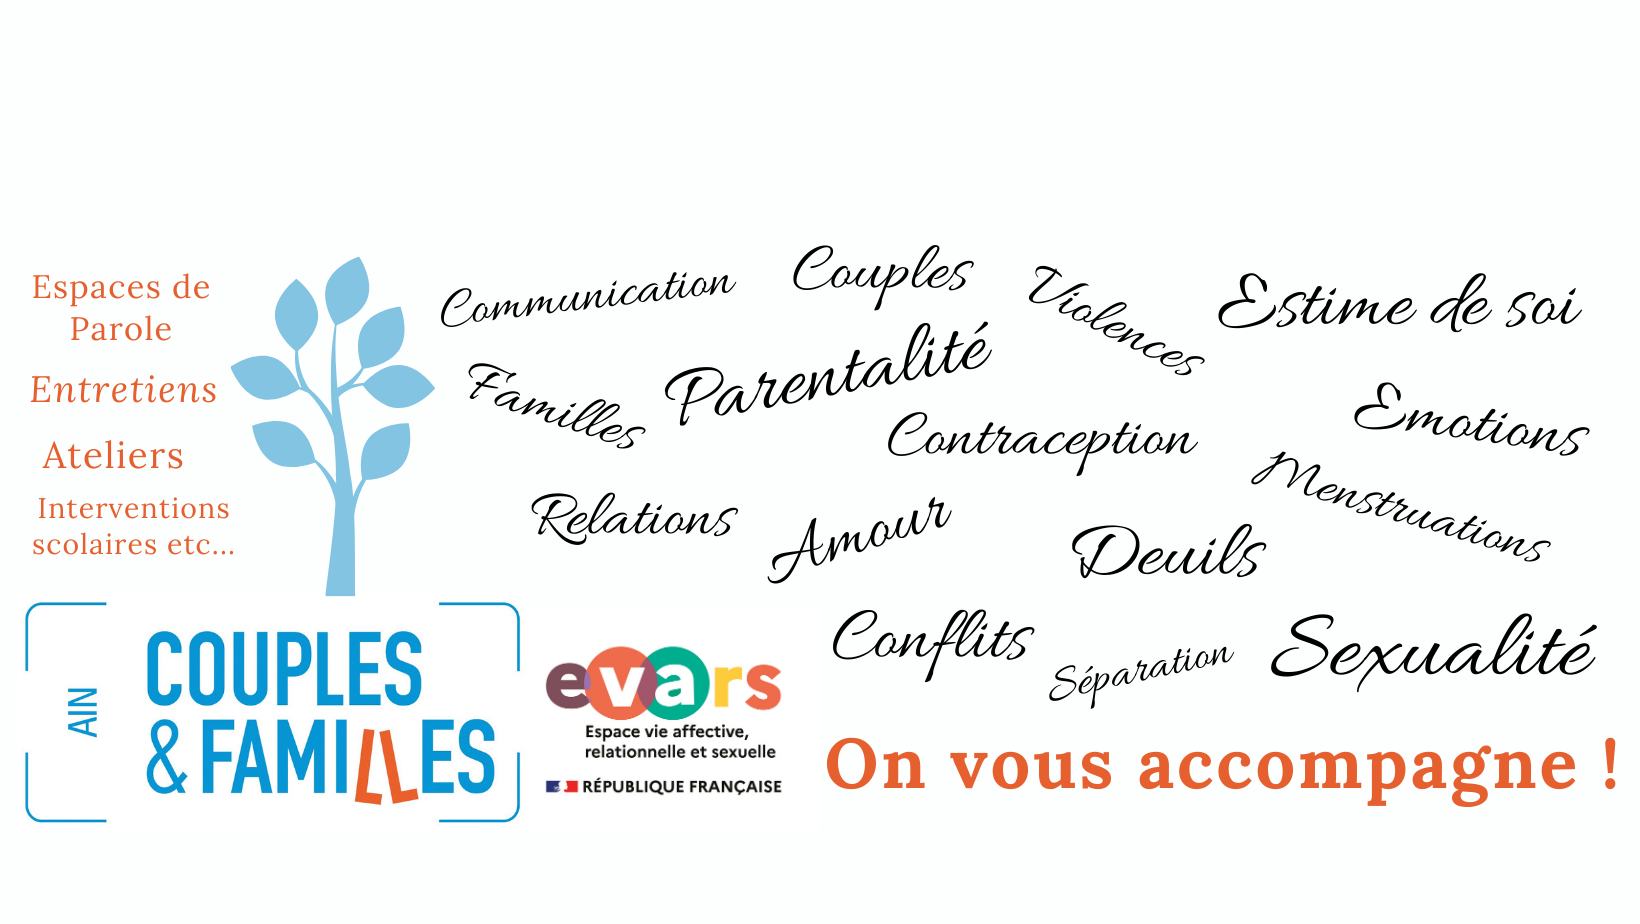 Espaces de
Parole
Entretiens
Ateliers
Interventions
scolaires etc...
Communication
Couples
Violences
Estime de soi
Familles
Parentalité
Contraception
Emotions
Menstruations
Relations
Amour
Deuils
Conflits
Séparation
Sexualité
AIN
COUPLES
& FAMILLES
evars
Espace vie affective,
relationnelle et sexuelle
RÉPUBLIQUE FRANÇAISE
On vous accompagne !